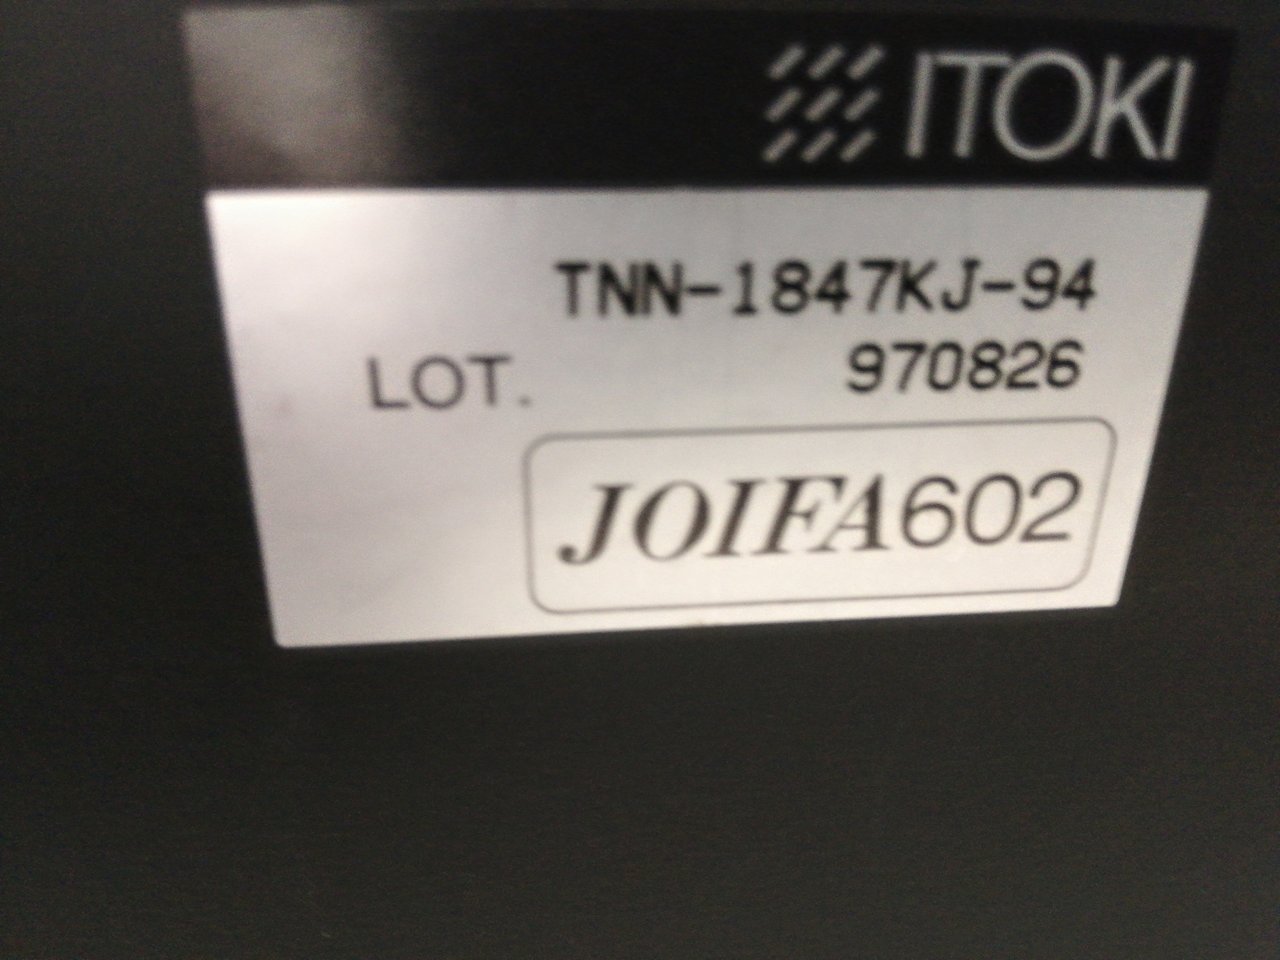 ITOKI
TNN-1847KJ-94
LOT. 970826
JOIFA602